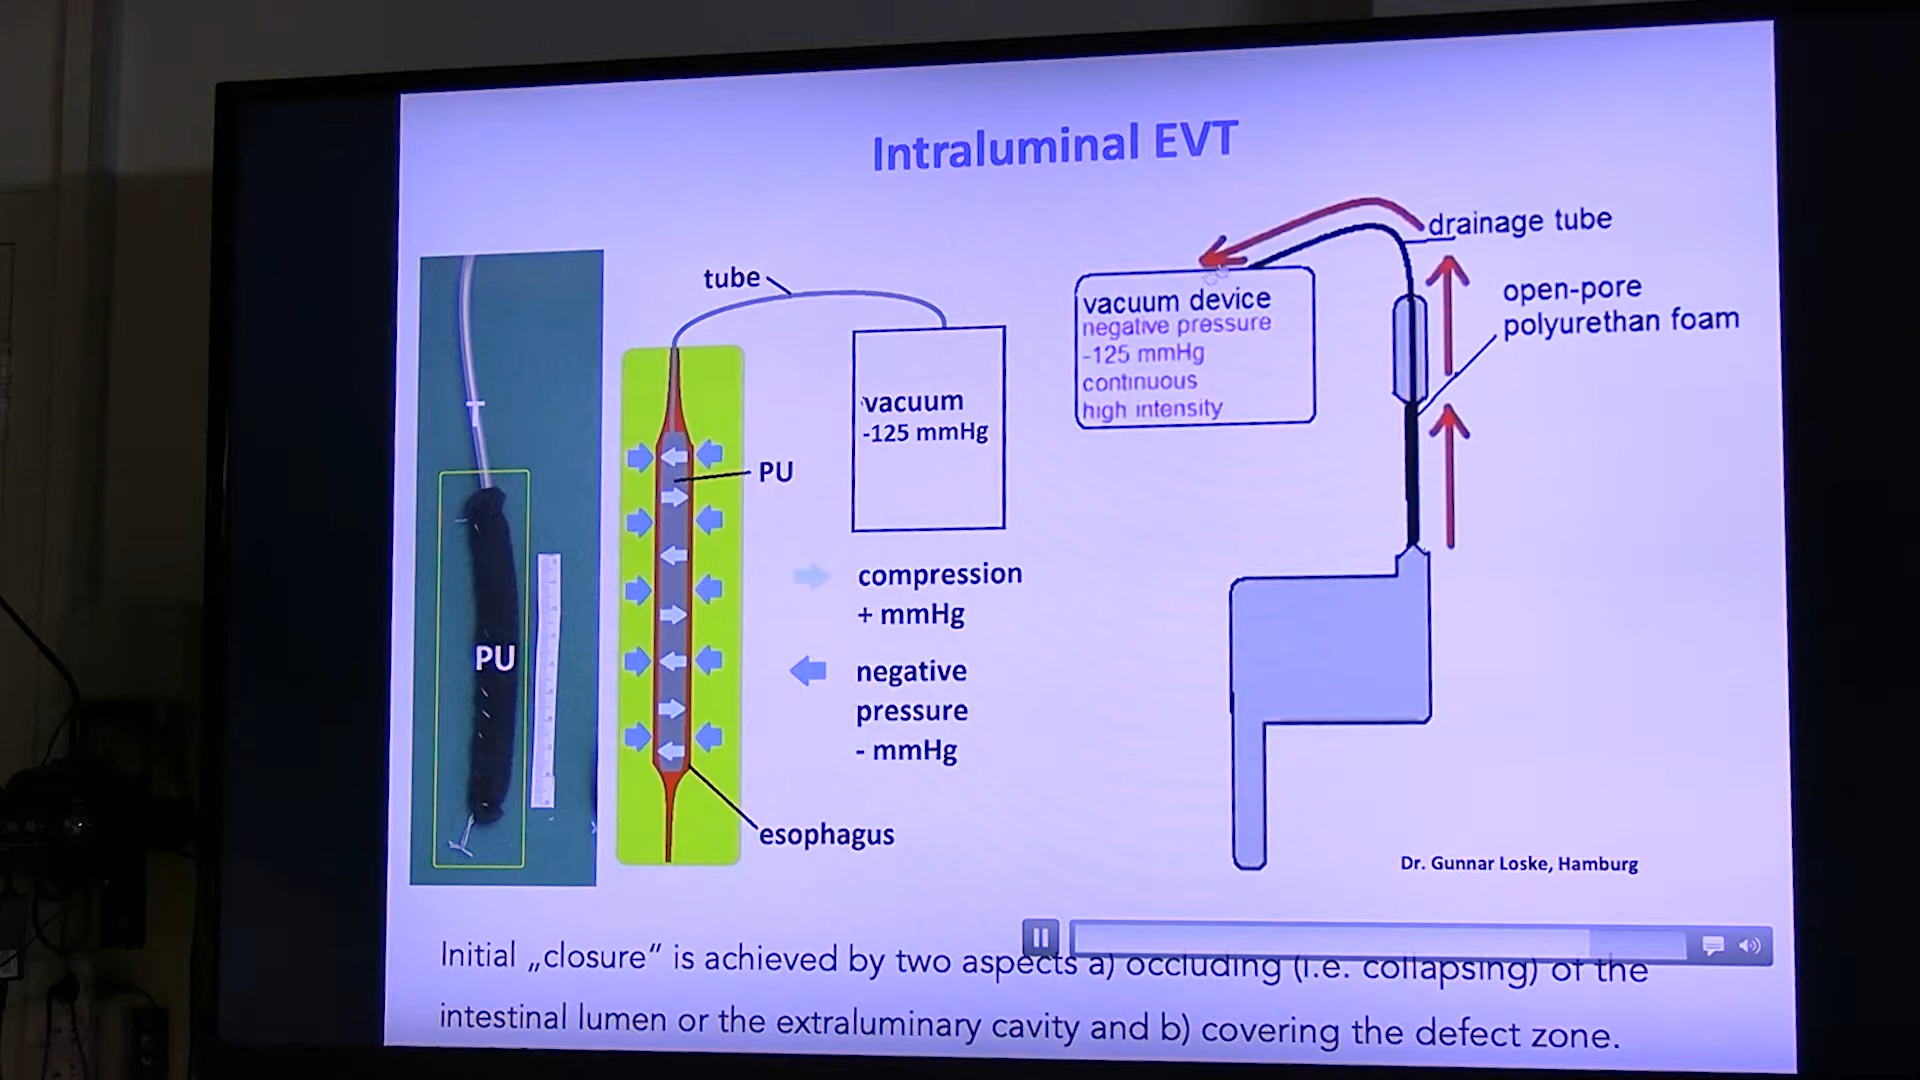 Intraluminal EVT
tube
T
PU
PU
vacuum
-125 mmHg
compression
+ mmHg
negative
pressure
- mmHg
esophagus
drainage tube
vacuum device
negative pressure
-125 mmHg
continuous
high intensity
open-pore
polyurethan foam
Dr. Gunnar Loske, Hamburg
Initial „closure“ is achieved by two aspects a) occluding (i.e. collapsing) of the
intestinal lumen or the extraluminary cavity and b) covering the defect zone.